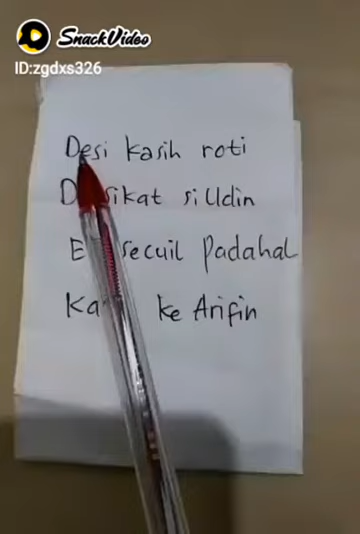 SnackVideo
ID:zgdxs326
Desi kasih roti
si Udin
secuil padahal
ke Arifin